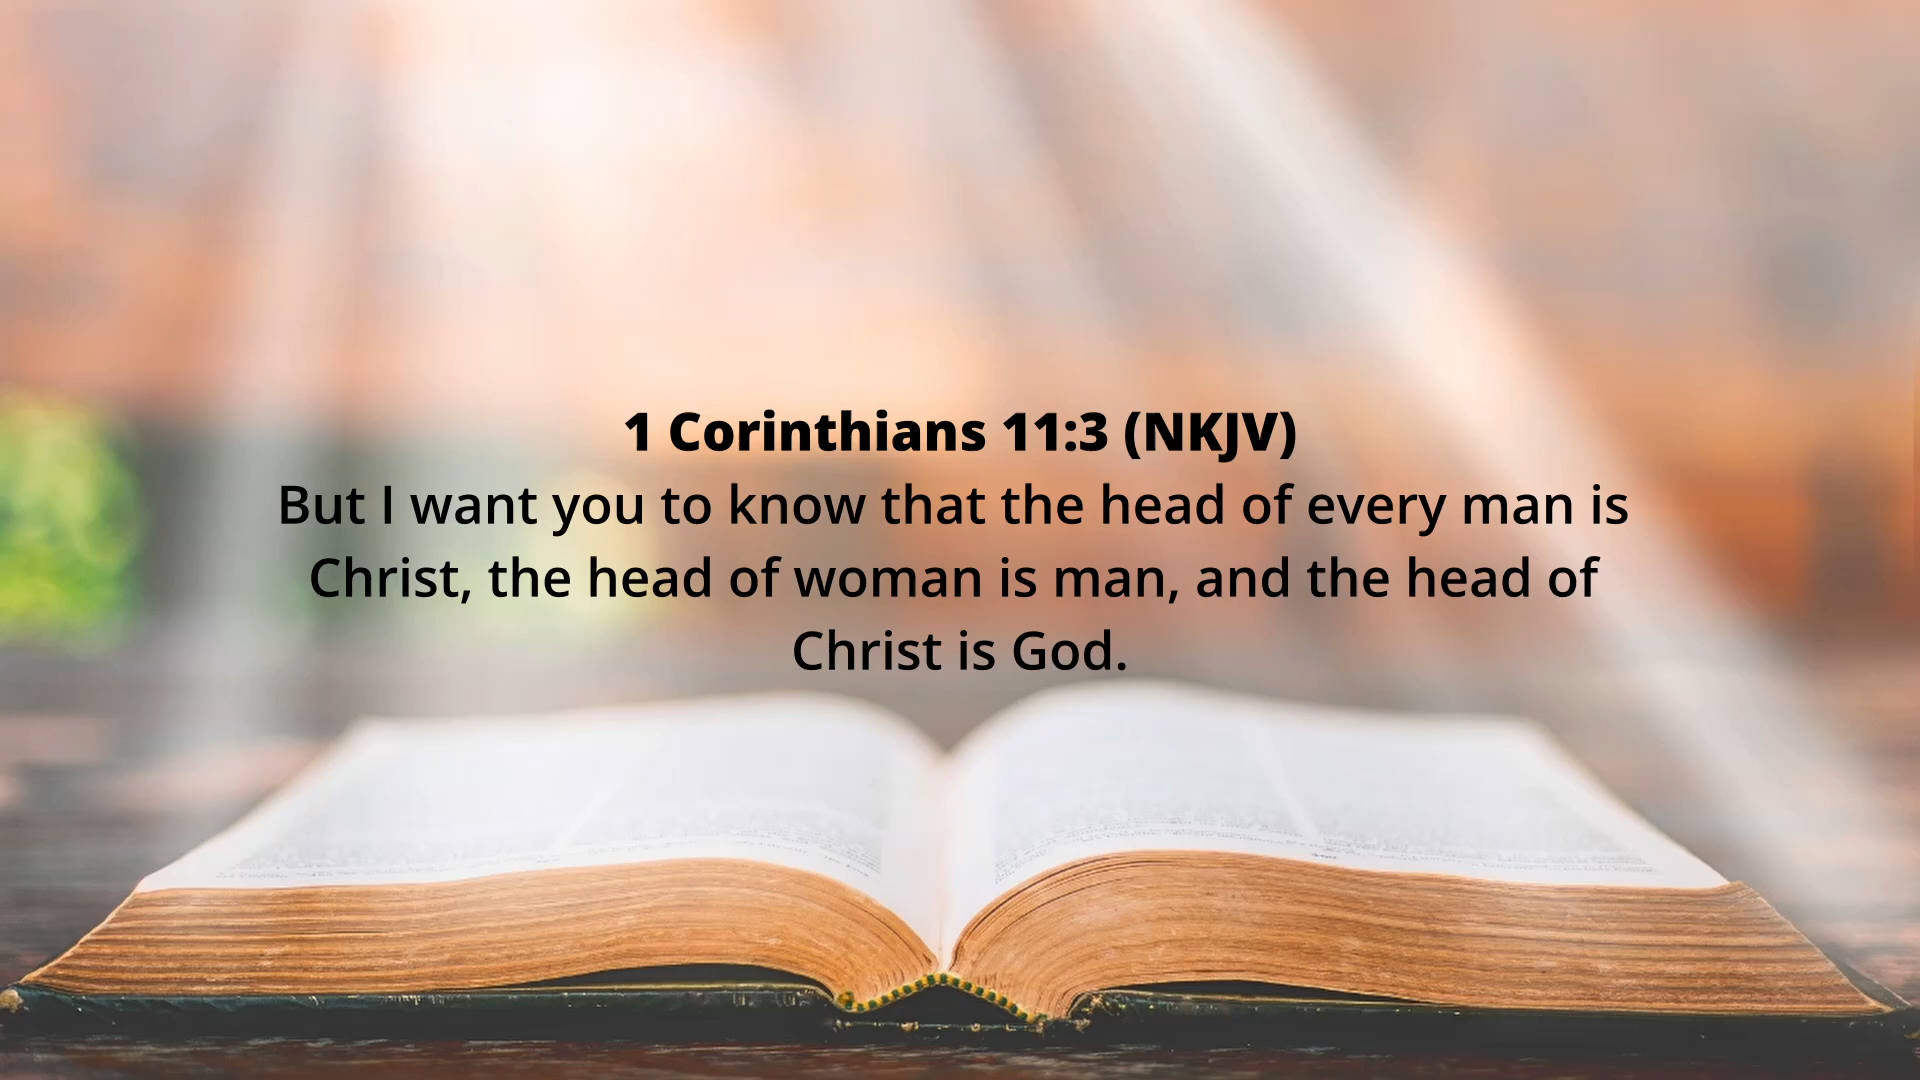 1 Corinthians 11:3 (NKJV)
But I want you to know that the head of every man is
Christ, the head of woman is man, and the head of
Christ is God.